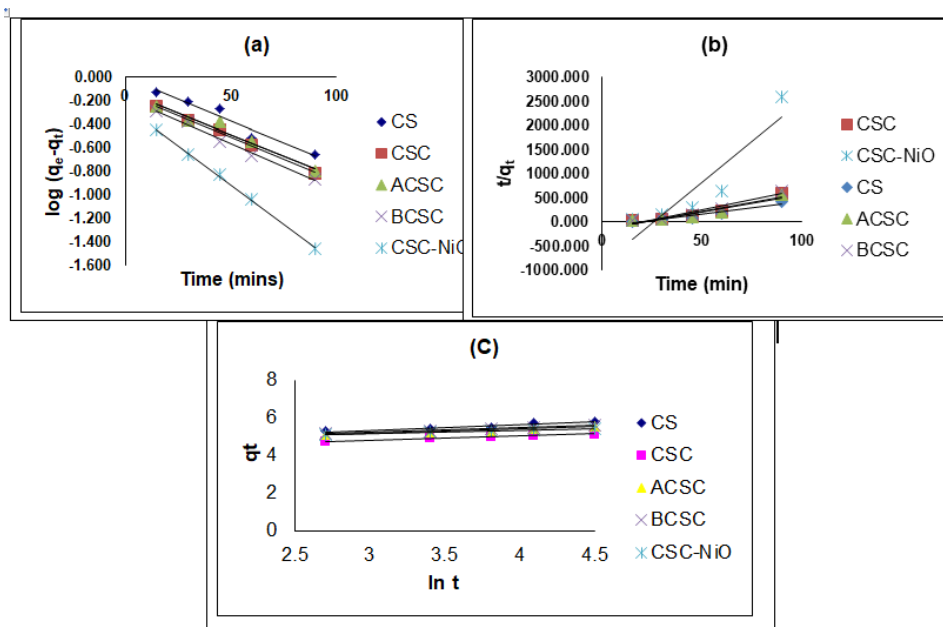 (a)
0.000
-0.200
-0.400
-0.600
-0.800
-1.000
-1.200
-1.400
-1.600
0 50 100
log (qe-qt)
Time (mins)
CS
CSC
ACSC
BCSC
CSC-NiO
(b)
3000.000
2500.000
2000.000
1500.000
1000.000
500.000
0.000
-500.000
-1000.000
0 50 100
t/qt
Time (min)
CSC
CSC-NiO
CS
ACSC
BCSC
(C)
8
6
4
2
0
2.5 3 3.5 4 4.5
qt
ln t
CS
CSC
ACSC
BCSC
CSC-NiO